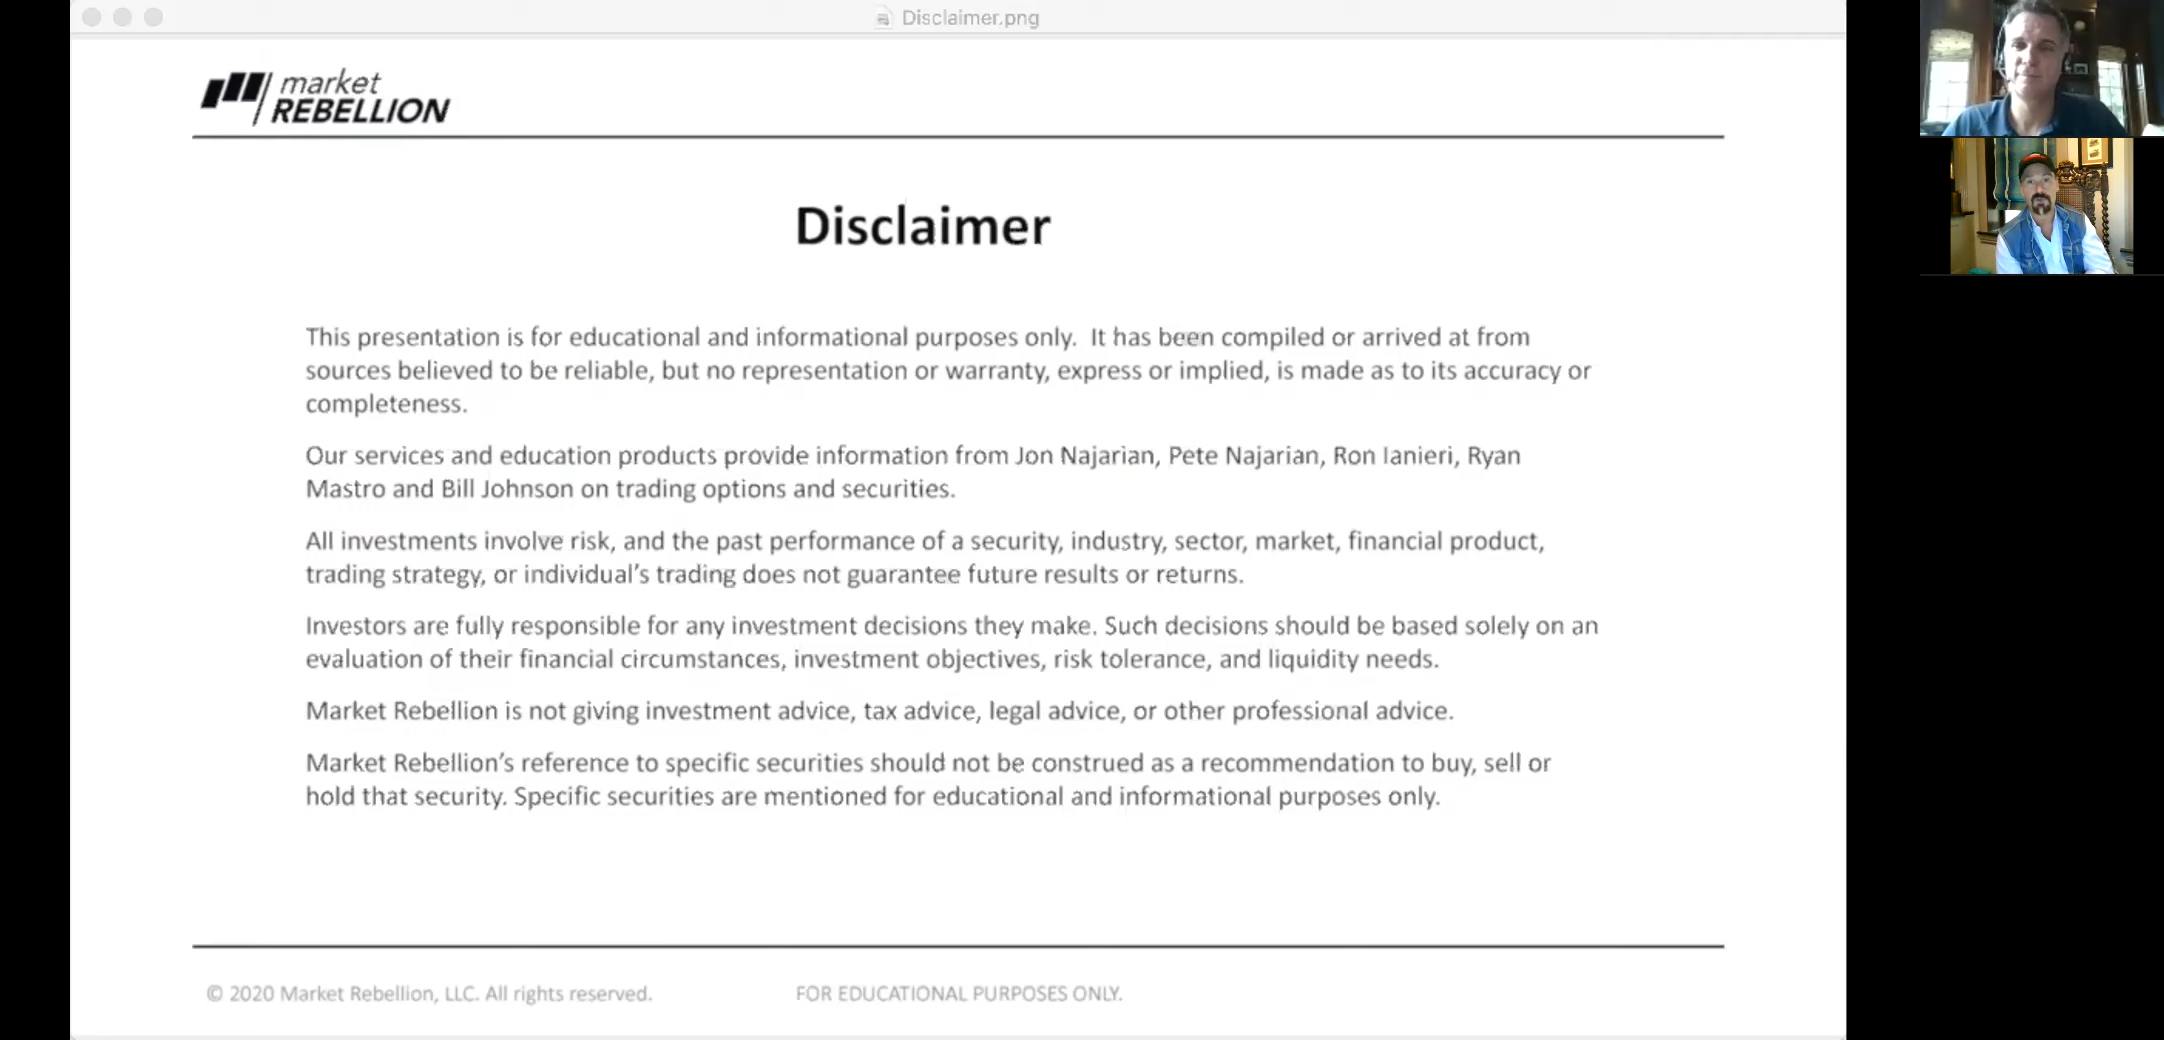 Disclaimer.png
market
REBELLION
Disclaimer
This presentation is for educational and informational purposes only.  It has been compiled or arrived at from
sources believed to be reliable, but no representation or warranty, express or implied, is made as to its accuracy or
completeness.
Our services and education products provide information from Jon Najarian, Pete Najarian, Ron Ianieri, Ryan
Mastro and Bill Johnson on trading options and securities.
All investments involve risk, and the past performance of a security, industry, sector, market, financial product,
trading strategy, or individual’s trading does not guarantee future results or returns.
Investors are fully responsible for any investment decisions they make. Such decisions should be based solely on an
evaluation of their financial circumstances, investment objectives, risk tolerance, and liquidity needs.
Market Rebellion is not giving investment advice, tax advice, legal advice, or other professional advice.
Market Rebellion’s reference to specific securities should not be construed as a recommendation to buy, sell or
hold that security. Specific securities are mentioned for educational and informational purposes only.
© 2020 Market Rebellion, LLC. All rights reserved.
FOR EDUCATIONAL PURPOSES ONLY.